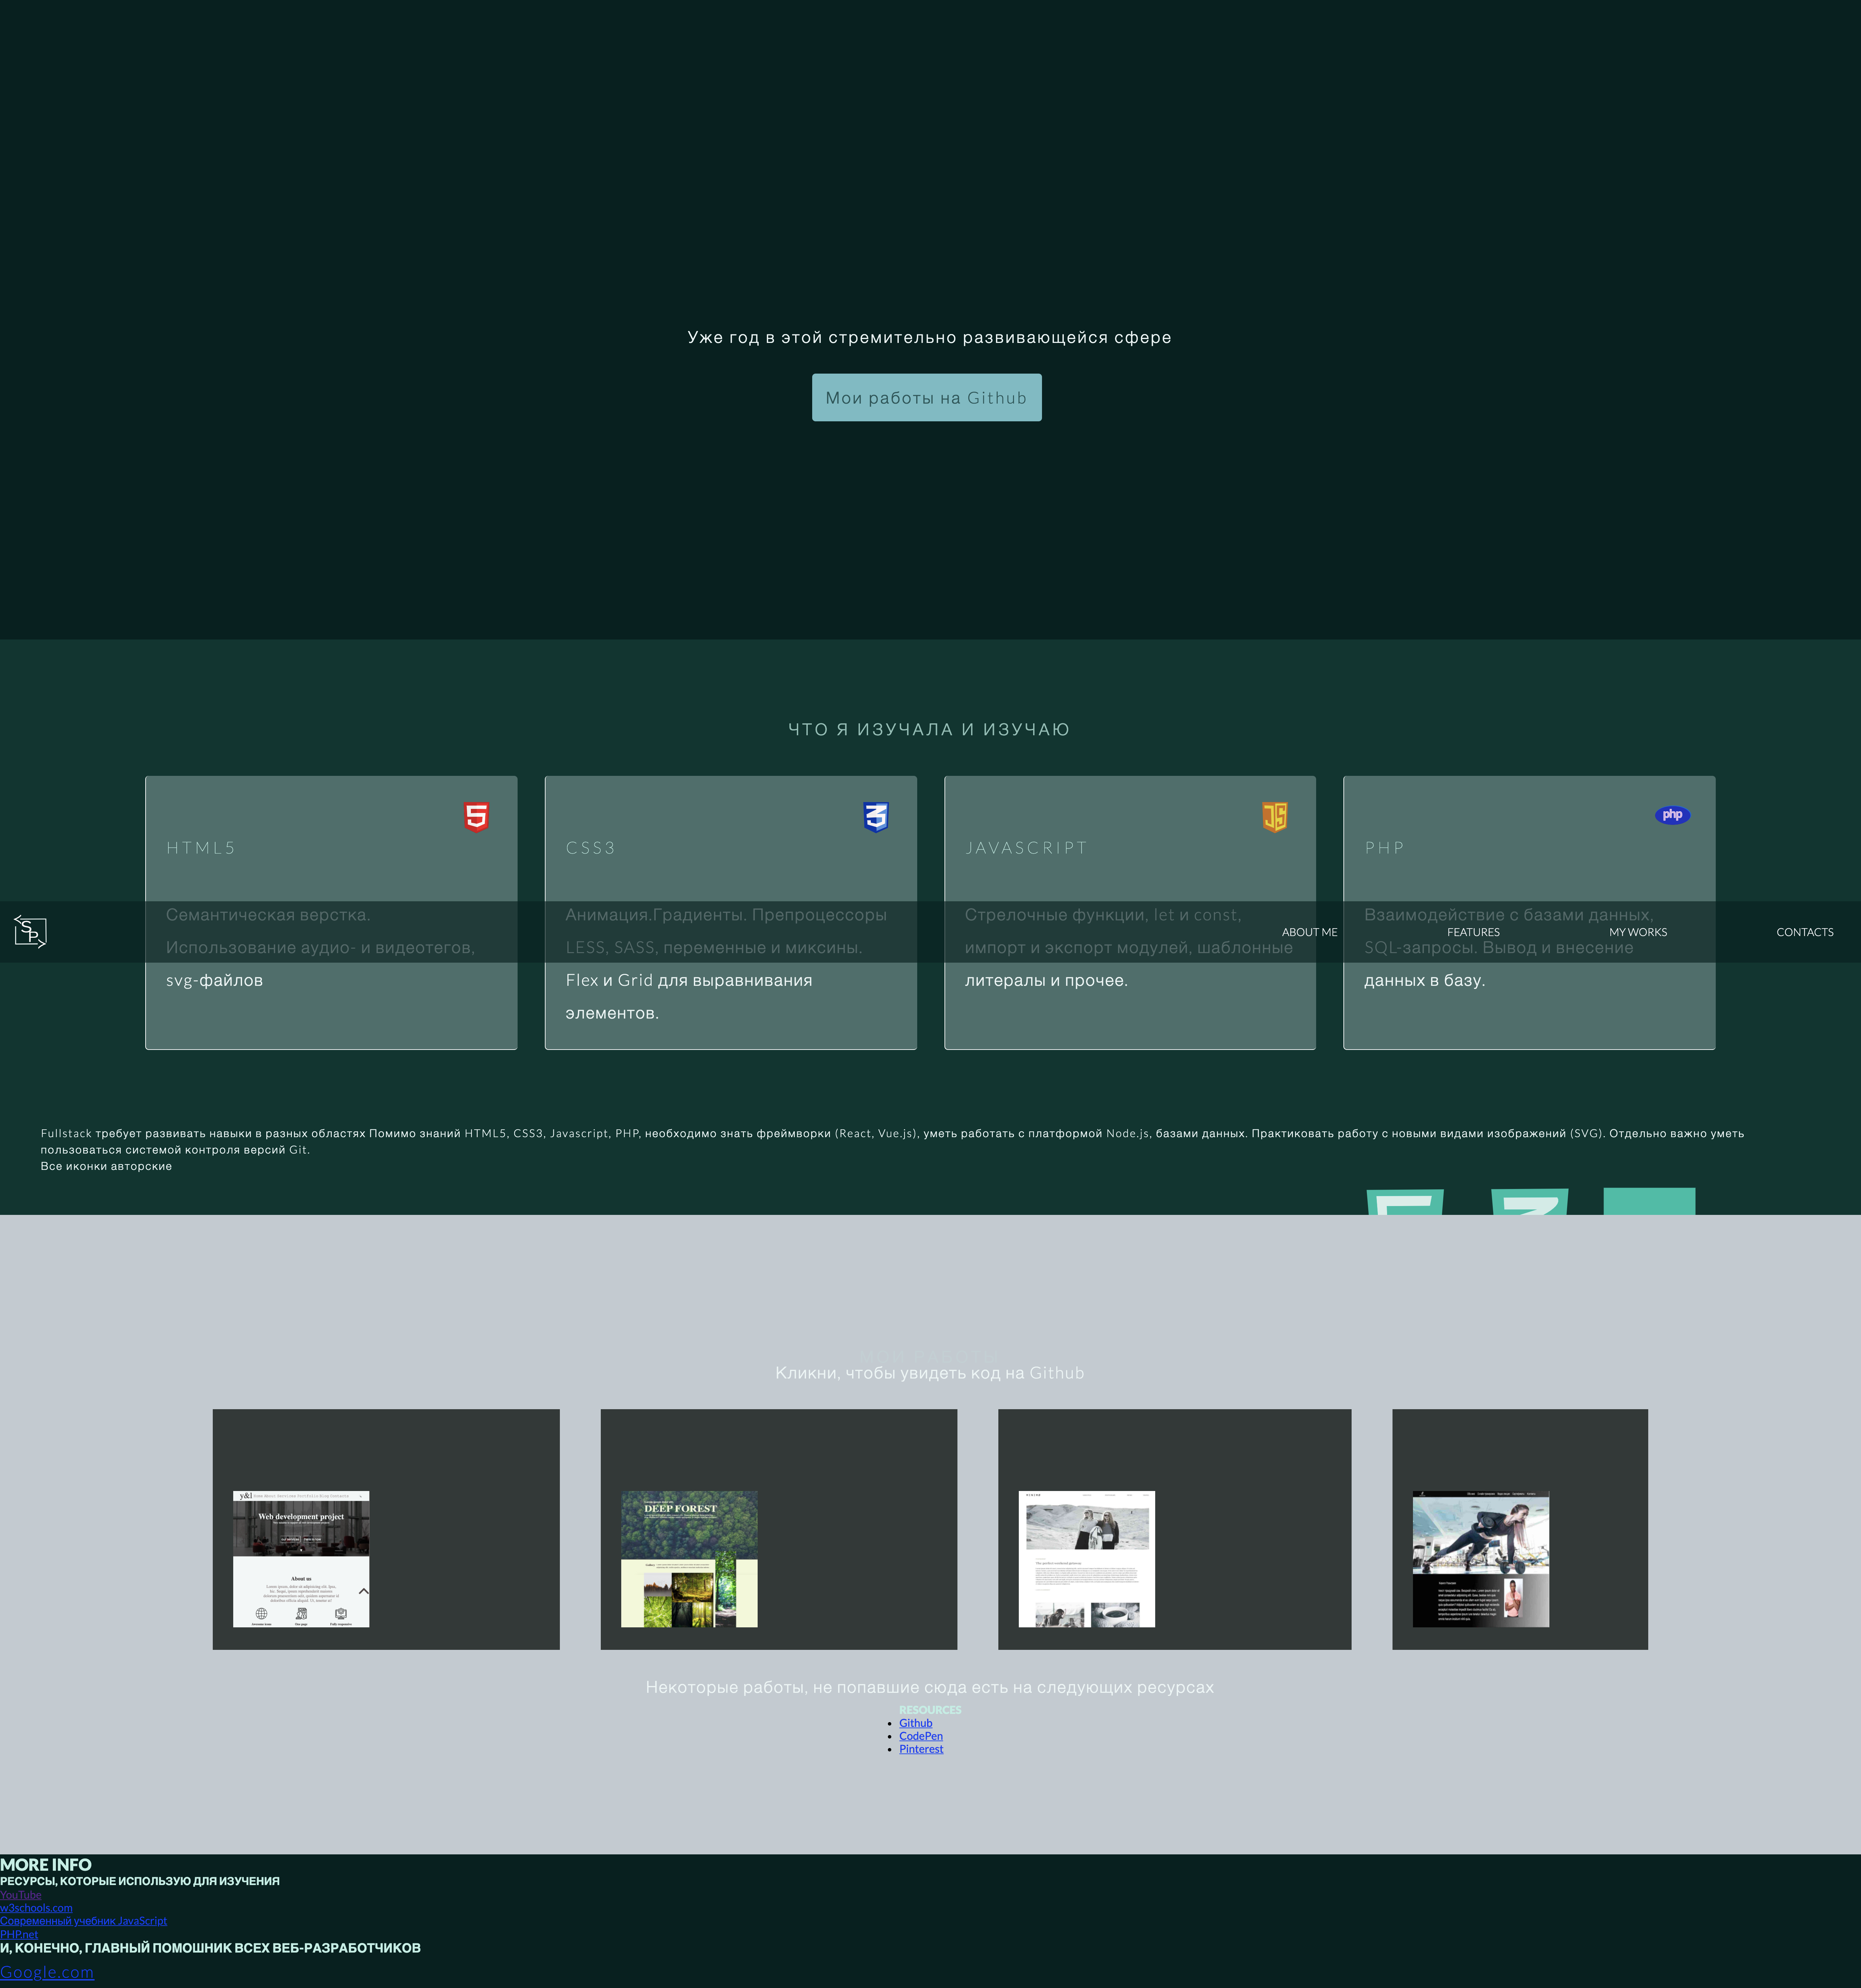 Уже год в этой стремительно развивающейся сфере
Мои работы на Github
ЧТО Я ИЗУЧАЛА И ИЗУЧАЮ
HTML5
Семантическая верстка.
Использование аудио- и видеотегов,
svg-файлов
CSS3
Анимация.Градиенты. Препроцессоры
LESS, SASS, переменные и миксины.
Flex и Grid для выравнивания
элементов.
JS
JAVASCRIPT
Стрелочные функции, let и const,
импорт и экспорт модулей, шаблонные
литералы и прочее.
php
PHP
Взаимодействие с базами данных,
SQL-запросы. Вывод и внесение
данных в базу.
SP
ABOUT ME
FEATURES
MY WORKS
CONTACTS
Fullstack требует развивать навыки в разных областях Помимо знаний HTML5, CSS3, Javascript, PHP, необходимо знать фреймворки (React, Vue.js), уметь работать с платформой Node.js, базами данных. Практиковать работу с новыми видами изображений (SVG). Отдельно важно уметь
пользоваться системой контроля версий Git.
Все иконки авторские
Кликни, чтобы увидеть код на Github
y&l
Web development project
About us
DEEP FOREST
Некоторые работы, не попавшие сюда есть на следующих ресурсах
RESOURCES
Github
CodePen
Pinterest
MORE INFO
РЕСУРСЫ, КОТОРЫЕ ИСПОЛЬЗУЮ ДЛЯ ИЗУЧЕНИЯ
YouTube
w3schools.com
Современный учебник JavaScript
PHP.net
И, КОНЕЧНО, ГЛАВНЫЙ ПОМОШНИК ВСЕХ ВЕБ-РАЗРАБОТЧИКОВ
Google.com